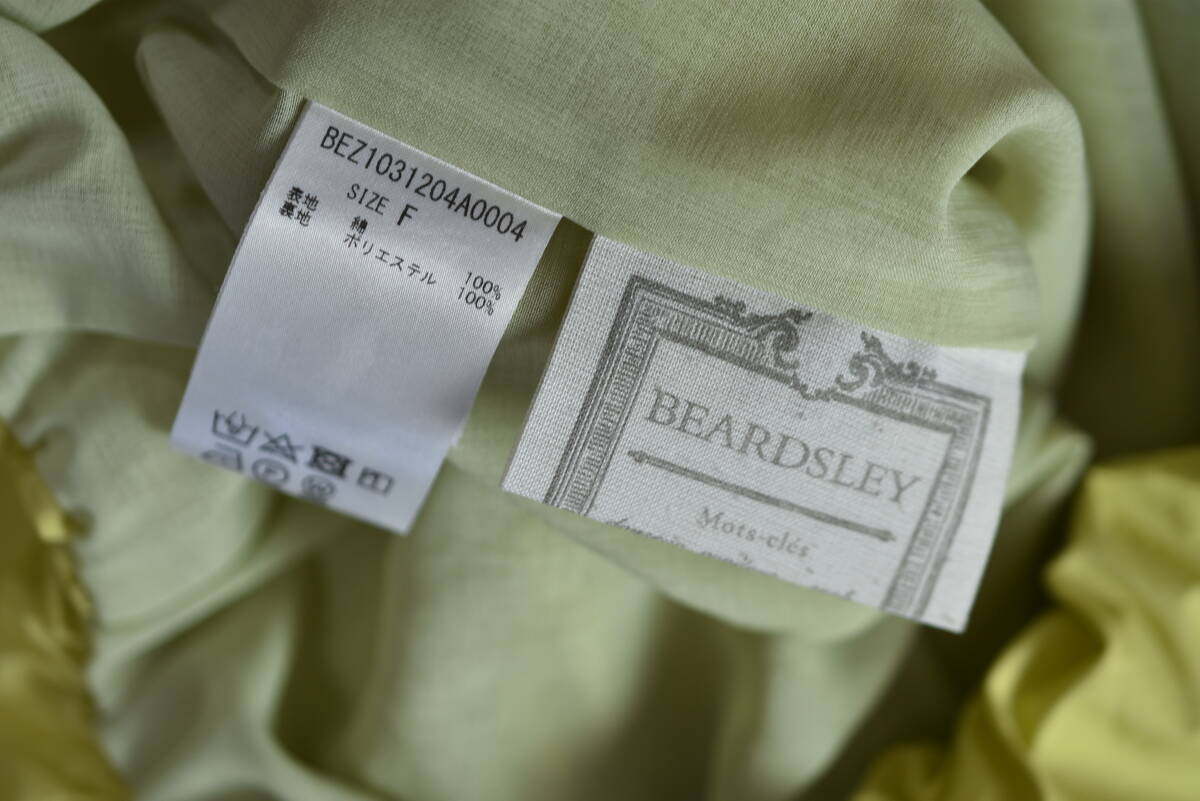 BEZ1031204A0004
SIZE F
表地 綿 100%
裏地 ポリエステル 100%
BEARDSLEY
Mots-clés